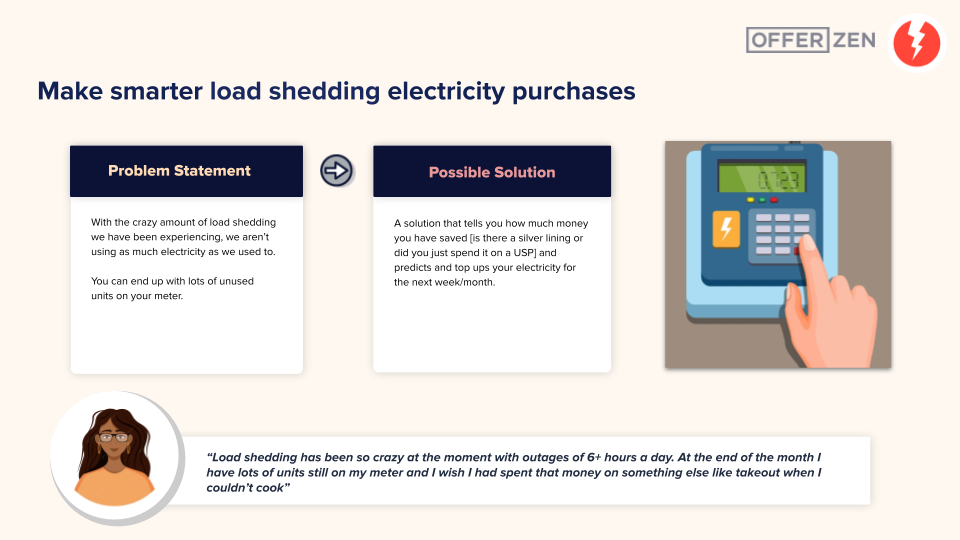 OFFERZEN
Make smarter load shedding electricity purchases
Problem Statement
With the crazy amount of load shedding
we have been experiencing, we aren't
using as much electricity as we used to.
You can end up with lots of unused
units on your meter.
Possible Solution
A solution that tells you how much money
you have saved [is there a silver lining or
did you just spend it on a USP] and
predicts and top ups your electricity for
the next week/month.
0.723
“Load shedding has been so crazy at the moment with outages of 6+ hours a day. At the end of the month I
have lots of units still on my meter and I wish I had spent that money on something else like takeout when I
couldn't cook”